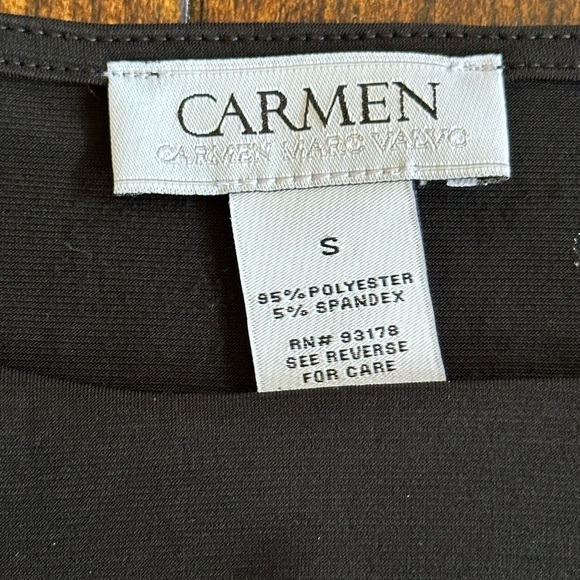 CARMEN
CARMEN MARC VALVO
S
95% POLYESTER
5% SPANDEX
RN# 93178
SEE REVERSE
FOR CARE